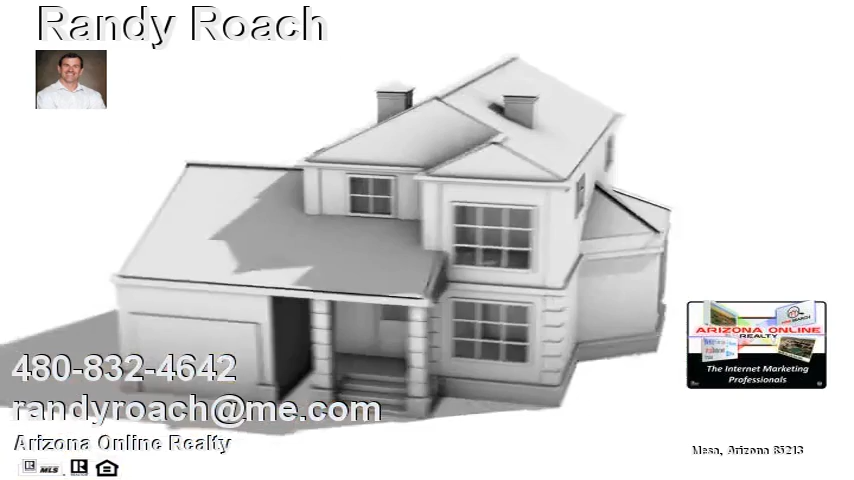 Randy Roach
480-832-4642
randyroach@me.com
Arizona Online Realty
MLS
ARIZONA ONLINE
REALTY
The Internet Marketing
Professionals
Mesa, Arizona 85213